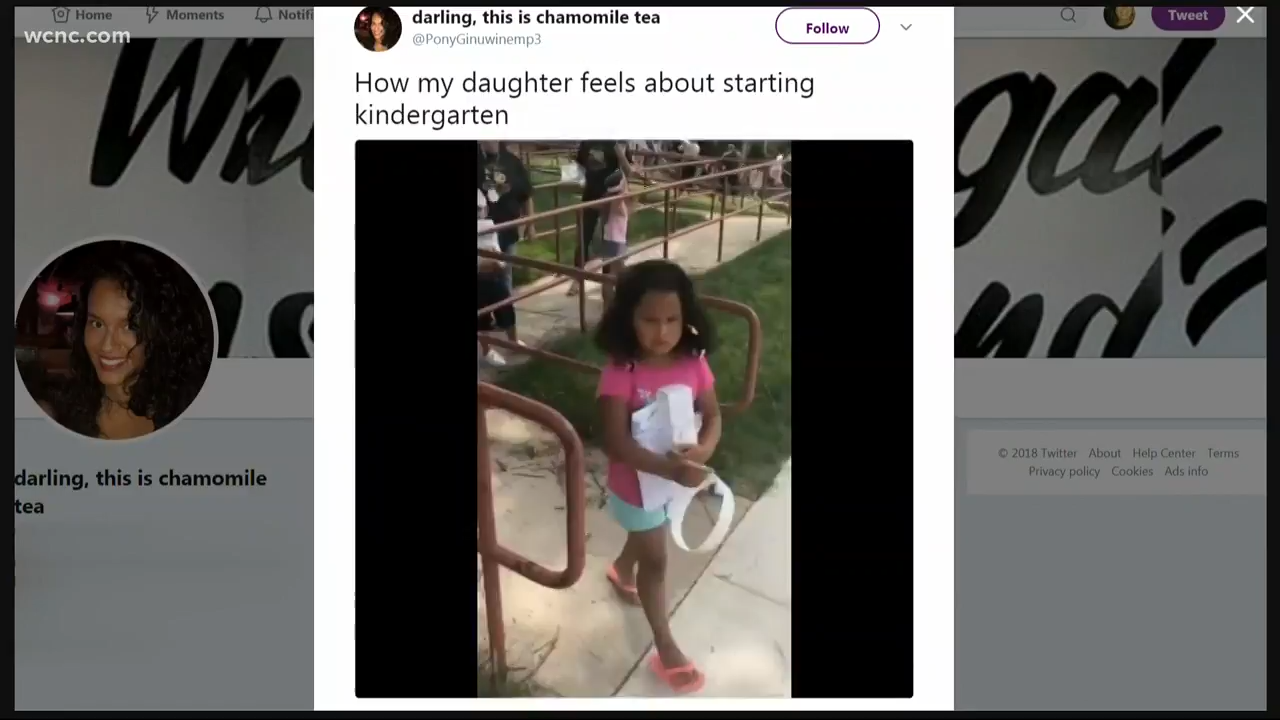 Home Moments Notifi Tweet
wcnc.com
darling, this is chamomile tea
@PonyGinuwinemp3
Follow
How my daughter feels about starting
kindergarten
darling, this is chamomile
tea
© 2018 Twitter About Help Center Terms
Privacy policy Cookies Ads info